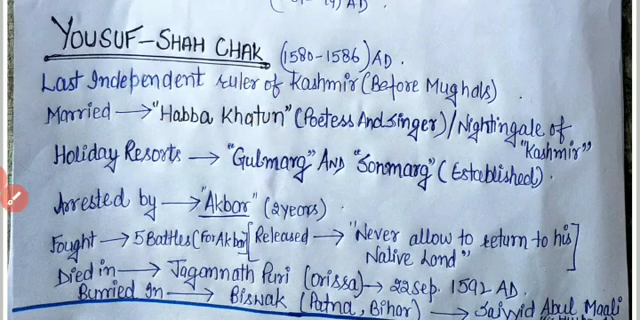 YOUSUF-SHAH CHAK (1580-1586) AD.
Last Independent ruler of Kashmir (Before Mughals)
Married → "Habba Khatun" (Poetess And Singer) / Nightingale of "Kashmir"
Holiday Resorts → "Gulmarg" And "Sonmarg" (Established).
Arrested by → "Akbar" (2 years).
Fought → 5 Battles (for Akbar) [Released → "Never allow to return to his Native Land"]
Died in → Jagannath Puri (Orissa) → 22 Sep. 1592 AD.
Burried In → Biswak (Patna, Bihar) → Saiyyid Abul Maali